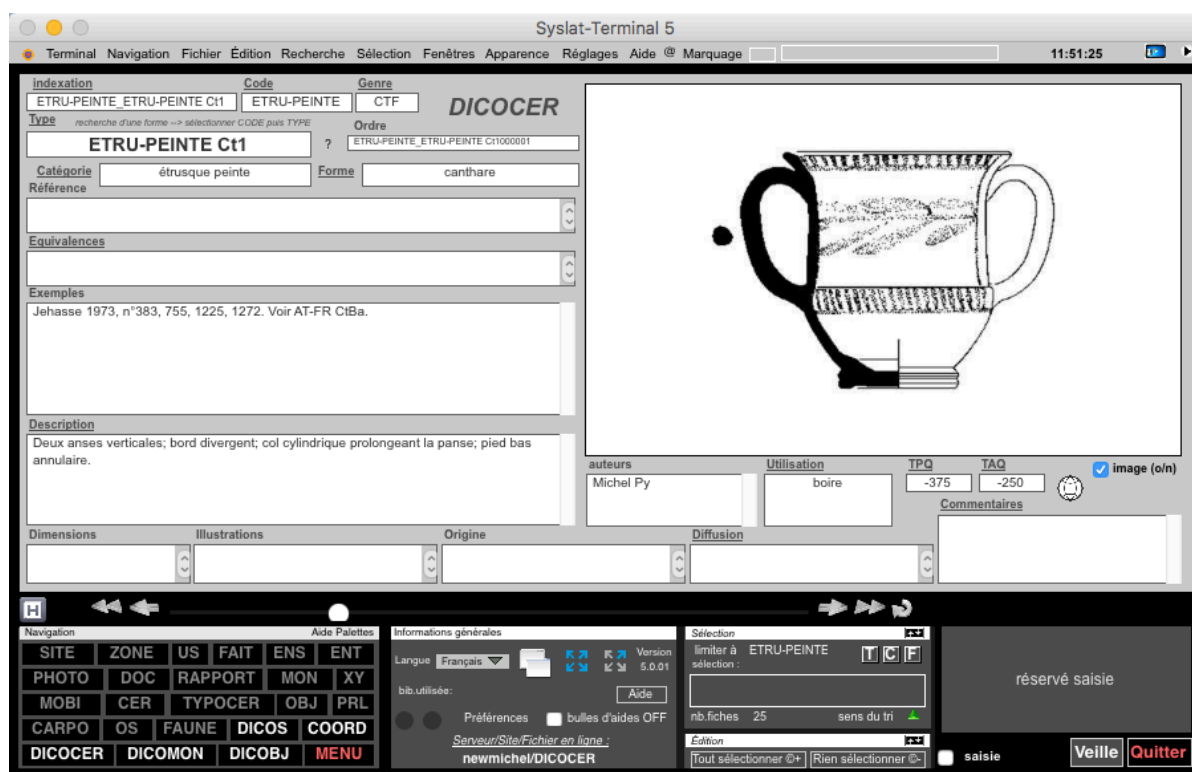 Syslat-Terminal 5
Terminal Navigation Fichier Édition Recherche Sélection Fenêtres Apparence Réglages Aide @ Marquage 11:51:25
indexation Code Genre
ETRU-PEINTE_ETRU-PEINTE Ct1 ETRU-PEINTE CTF DICOCER
Type recherche d'une forme --> sélectionner CODE puis TYPE Ordre
ETRU-PEINTE Ct1 ? ETRU-PEINTE_ETRU-PEINTE Ct1000001
Catégorie étrusque peinte Forme canthare
Référence
Equivalences
Exemples
Jehasse 1973, n°383, 755, 1225, 1272. Voir AT-FR CtBa.
Description
Deux anses verticales; bord divergent; col cylindrique prolongeant la panse; pied bas
annulaire.
auteurs Utilisation TPQ TAQ image (o/n)
Michel Py boire -375 -250
Commentaires
Dimensions Illustrations Origine Diffusion
H
Navigation Aide Palettes
SITE ZONE US FAIT ENS ENT
PHOTO DOC RAPPORT MON XY
MOBI CER TYPOCER OBJ PRL
CARPO OS FAUNE DICOS COORD
DICOCER DICOMON DICOBJ MENU
Informations générales
Langue Français Version
5.0.01
bib.utilisée: Aide
Préférences bulles d'aides OFF
Serveur/Site/Fichier en ligne :
newmichel/DICOCER
Sélection
limiter à ETRU-PEINTE T C F
sélection :
nb.fiches 25 sens du tri
Édition
Tout sélectionner ©+ Rien sélectionner ©-
réservé saisie
saisie Veille Quitter